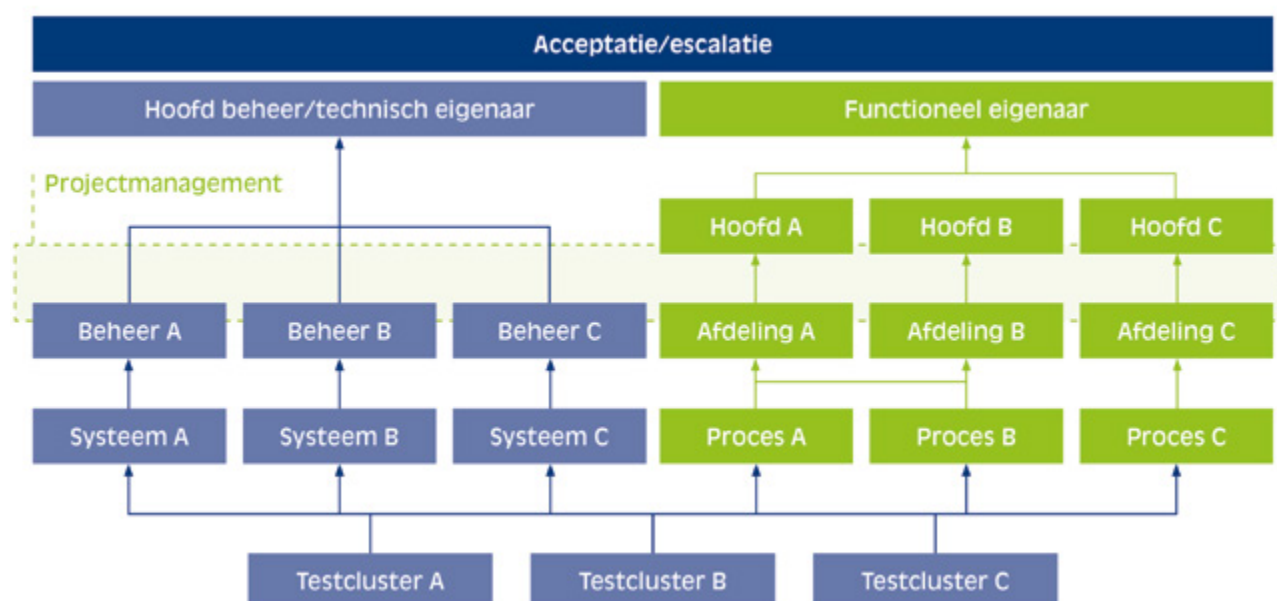 Acceptatie/escalatie
Hoofd beheer/technisch eigenaar
Functioneel eigenaar
Projectmanagement
Hoofd A
Hoofd B
Hoofd C
Beheer A
Beheer B
Beheer C
Afdeling A
Afdeling B
Afdeling C
Systeem A
Systeem B
Systeem C
Proces A
Proces B
Proces C
Testcluster A
Testcluster B
Testcluster C